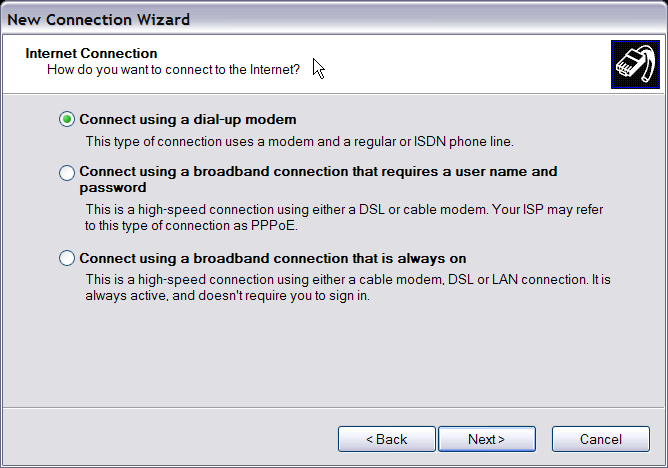 New Connection Wizard
Internet Connection
How do you want to connect to the Internet?
Connect using a dial-up modem
This type of connection uses a modem and a regular or ISDN phone line.
Connect using a broadband connection that requires a user name and
password
This is a high-speed connection using either a DSL or cable modem. Your ISP may refer
to this type of connection as PPPoE.
Connect using a broadband connection that is always on
This is a high-speed connection using either a cable modem, DSL or LAN connection. It is
always active, and doesn't require you to sign in.
< Back
Next >
Cancel